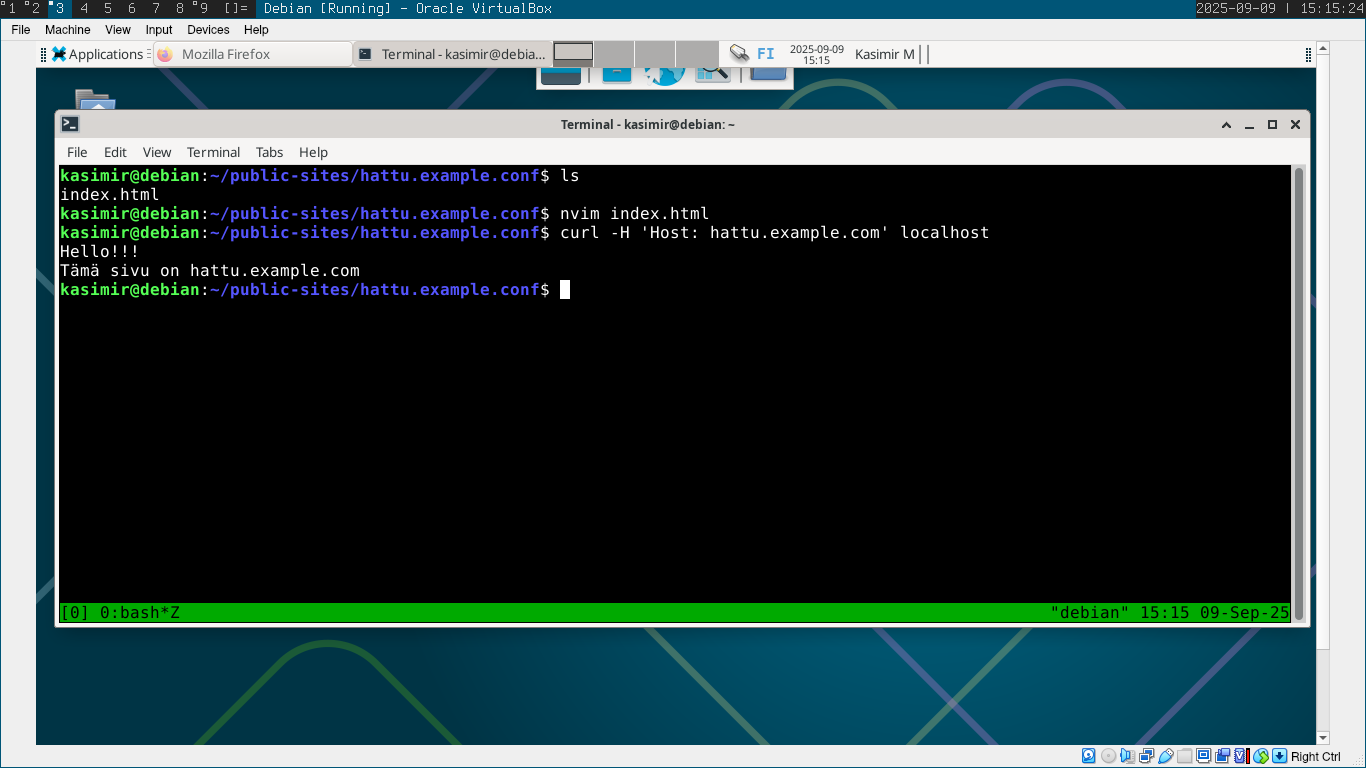 1 2 3 4 5 6 7 8 9 []= Debian [Running] - Oracle VirtualBox 2025-09-09 | 15:15:24
File Machine View Input Devices Help
Applications Mozilla Firefox Terminal - kasimir@debia... FI 2025-09-09 Kasimir M
15:15
Terminal - kasimir@debian: ~
File Edit View Terminal Tabs Help
kasimir@debian:~/public-sites/hattu.example.conf$ ls
index.html
kasimir@debian:~/public-sites/hattu.example.conf$ nvim index.html
kasimir@debian:~/public-sites/hattu.example.conf$ curl -H 'Host: hattu.example.com' localhost
Hello!!!
Tämä sivu on hattu.example.com
kasimir@debian:~/public-sites/hattu.example.conf$
[0] 0:bash*Z "debian" 15:15 09-Sep-25
Right Ctrl